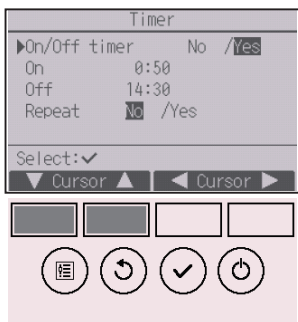 Timer
▶On/Off timer No /Yes
On 0:50
Off 14:30
Repeat No /Yes
Select:✓
▼ Cursor ▲ ◀ Cursor ▶